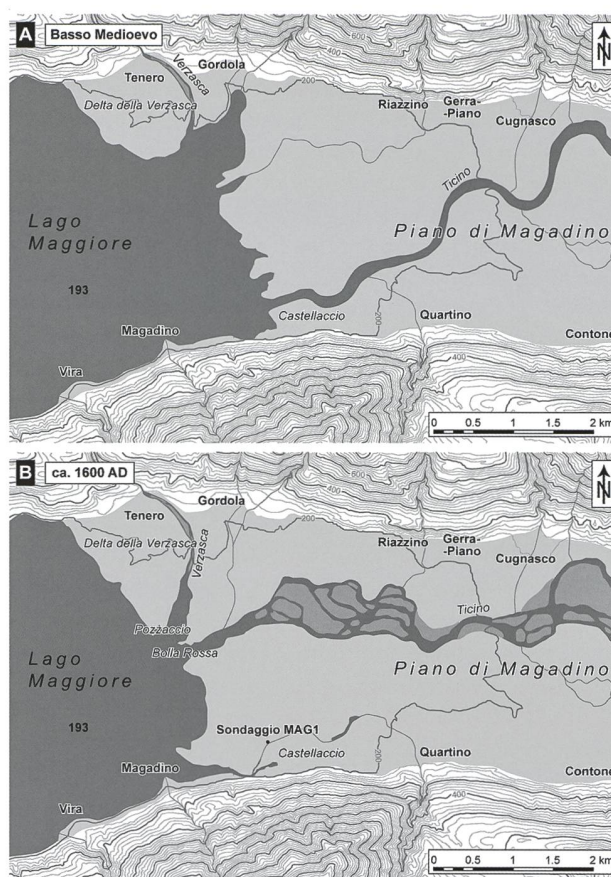 A Basso Medioevo
N
600
400
Verzasca
Gordola
Tenero
200
Delta della Verzasca
Riazzino
Gerra-
-Piano
Cugnasco
Ticino
Lago
Maggiore
Piano di Magadino
193
Castellaccio
200
Quartino
Magadino
Contone
400
Vira
0 0.5 1 1.5 2 km
B ca. 1600 AD
N
600
400
Gordola
Tenero
200
Verzasca
Delta della Verzasca
Riazzino
Gerra-
-Piano
Cugnasco
Ticino
Pozzaccio
Bolla Rossa
Lago
Maggiore
Piano di Magadino
193
Sondaggio MAG1
Castellaccio
200
Quartino
Magadino
Contone
400
Vira
0 0.5 1 1.5 2 km